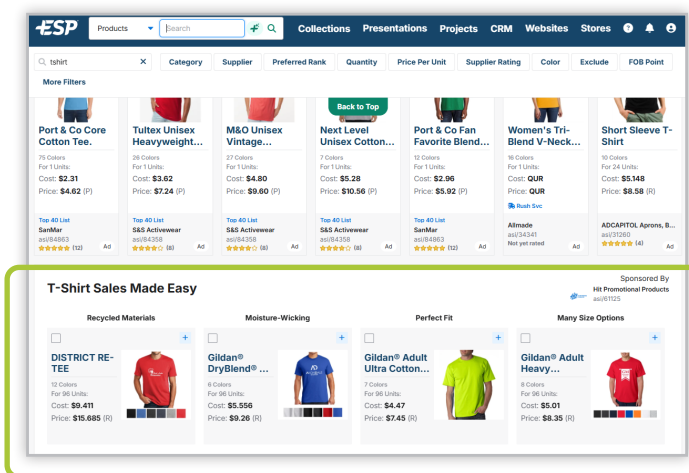 ESP Products Search Collections Presentations Projects CRM Websites Stores ?
tshirt X Category Supplier Preferred Rank Quantity Price Per Unit Supplier Rating Color Exclude FOB Point
More Filters
Back to Top
Port & Co Core
Cotton Tee.
75 Colors
For 1 Units:
Cost: $2.31
Price: $4.62 (P)
Top 40 List
SanMar
asi/84863
(12) Ad
Tultex Unisex
Heavyweight...
26 Colors
For 1 Units:
Cost: $3.62
Price: $7.24 (P)
Top 40 List
S&S Activewear
asi/84358
(8) Ad
M&O Unisex
Vintage...
27 Colors
For 1 Units:
Cost: $4.80
Price: $9.60 (P)
Top 40 List
S&S Activewear
asi/84358
(8) Ad
Next Level
Unisex Cotton...
7 Colors
For 1 Units:
Cost: $5.28
Price: $10.56 (P)
Top 40 List
S&S Activewear
asi/84358
(8) Ad
Port & Co Fan
Favorite Blend...
12 Colors
For 1 Units:
Cost: $2.96
Price: $5.92 (P)
Top 40 List
SanMar
asi/84863
(12) Ad
Women's Tri-
Blend V-Neck...
16 Colors
For 1 Units:
Cost: QUR
Price: QUR
Rush Svc
Allmade
asi/34341
Not yet rated Ad
Short Sleeve T-
Shirt
10 Colors
For 24 Units:
Cost: $5.148
Price: $8.58 (R)
ADCAPITOL Aprons, B...
asi/31260
(4) Ad
T-Shirt Sales Made Easy
Sponsored By
Hit Promotional Products
asi/61125
Recycled Materials
+
DISTRICT RE-
TEE
12 Colors
For 96 Units:
Cost: $9.411
Price: $15.685 (R)
Moisture-Wicking
+
Gildan®
DryBlend® ...
6 Colors
For 96 Units:
Cost: $5.556
Price: $9.26 (R)
Perfect Fit
+
Gildan® Adult
Ultra Cotton...
7 Colors
For 96 Units:
Cost: $4.47
Price: $7.45 (R)
Many Size Options
+
Gildan® Adult
Heavy...
8 Colors
For 96 Units:
Cost: $5.01
Price: $8.35 (R)